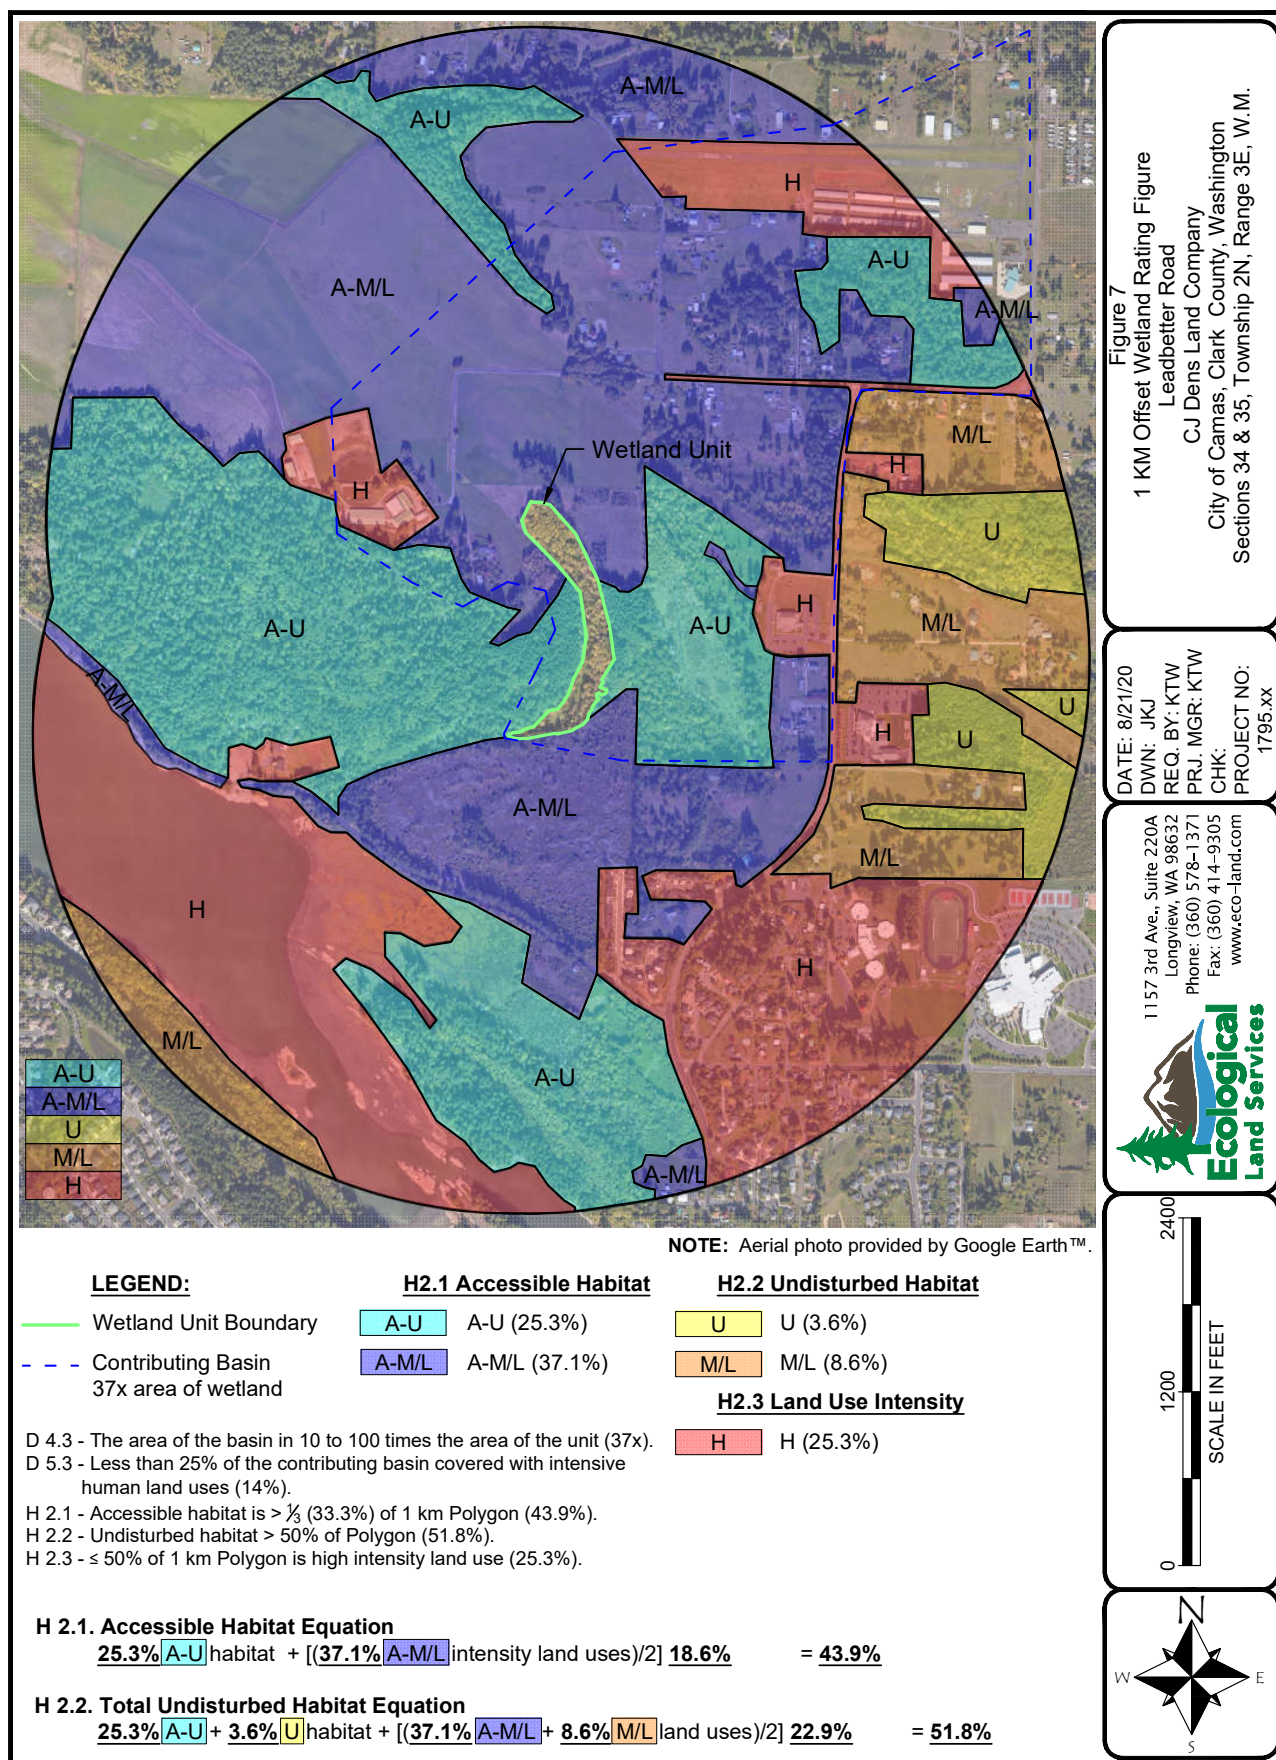 A-M/L
A-U
H
A-U
A-M/L
A-M/L
M/L
Wetland Unit
H
H
U
H
A-U
A-U
M/L
A-M/L
U
H
U
A-M/L
M/L
H
H
M/L
A-U
A-M/L
A-U
A-M/L
U
M/L
H
NOTE: Aerial photo provided by Google Earth™.
LEGEND:
Wetland Unit Boundary
Contributing Basin
37x area of wetland
H2.1 Accessible Habitat
A-U A-U (25.3%)
A-M/L A-M/L (37.1%)
H2.2 Undisturbed Habitat
U U (3.6%)
M/L M/L (8.6%)
H2.3 Land Use Intensity
H H (25.3%)
D 4.3 - The area of the basin in 10 to 100 times the area of the unit (37x).
D 5.3 - Less than 25% of the contributing basin covered with intensive
human land uses (14%).
H 2.1 - Accessible habitat is > ⅓ (33.3%) of 1 km Polygon (43.9%).
H 2.2 - Undisturbed habitat > 50% of Polygon (51.8%).
H 2.3 - ≤ 50% of 1 km Polygon is high intensity land use (25.3%).
H 2.1. Accessible Habitat Equation
25.3% A-U habitat + [(37.1% A-M/L intensity land uses)/2] 18.6% = 43.9%
H 2.2. Total Undisturbed Habitat Equation
25.3% A-U + 3.6% U habitat + [(37.1% A-M/L + 8.6% M/L land uses)/2] 22.9% = 51.8%
Figure 7
1 KM Offset Wetland Rating Figure
Leadbetter Road
CJ Dens Land Company
City of Camas, Clark County, Washington
Sections 34 & 35, Township 2N, Range 3E, W.M.
DATE: 8/21/20
DWN: JKJ
REQ. BY: KTW
PRJ. MGR: KTW
CHK:
PROJECT NO:
1795.xx
1157 3rd Ave., Suite 220A
Longview, WA 98632
Phone: (360) 578-1371
Fax: (360) 414-9305
www.eco-land.com
Ecological
Land Services
0 1200 2400
SCALE IN FEET
N
W
E
S